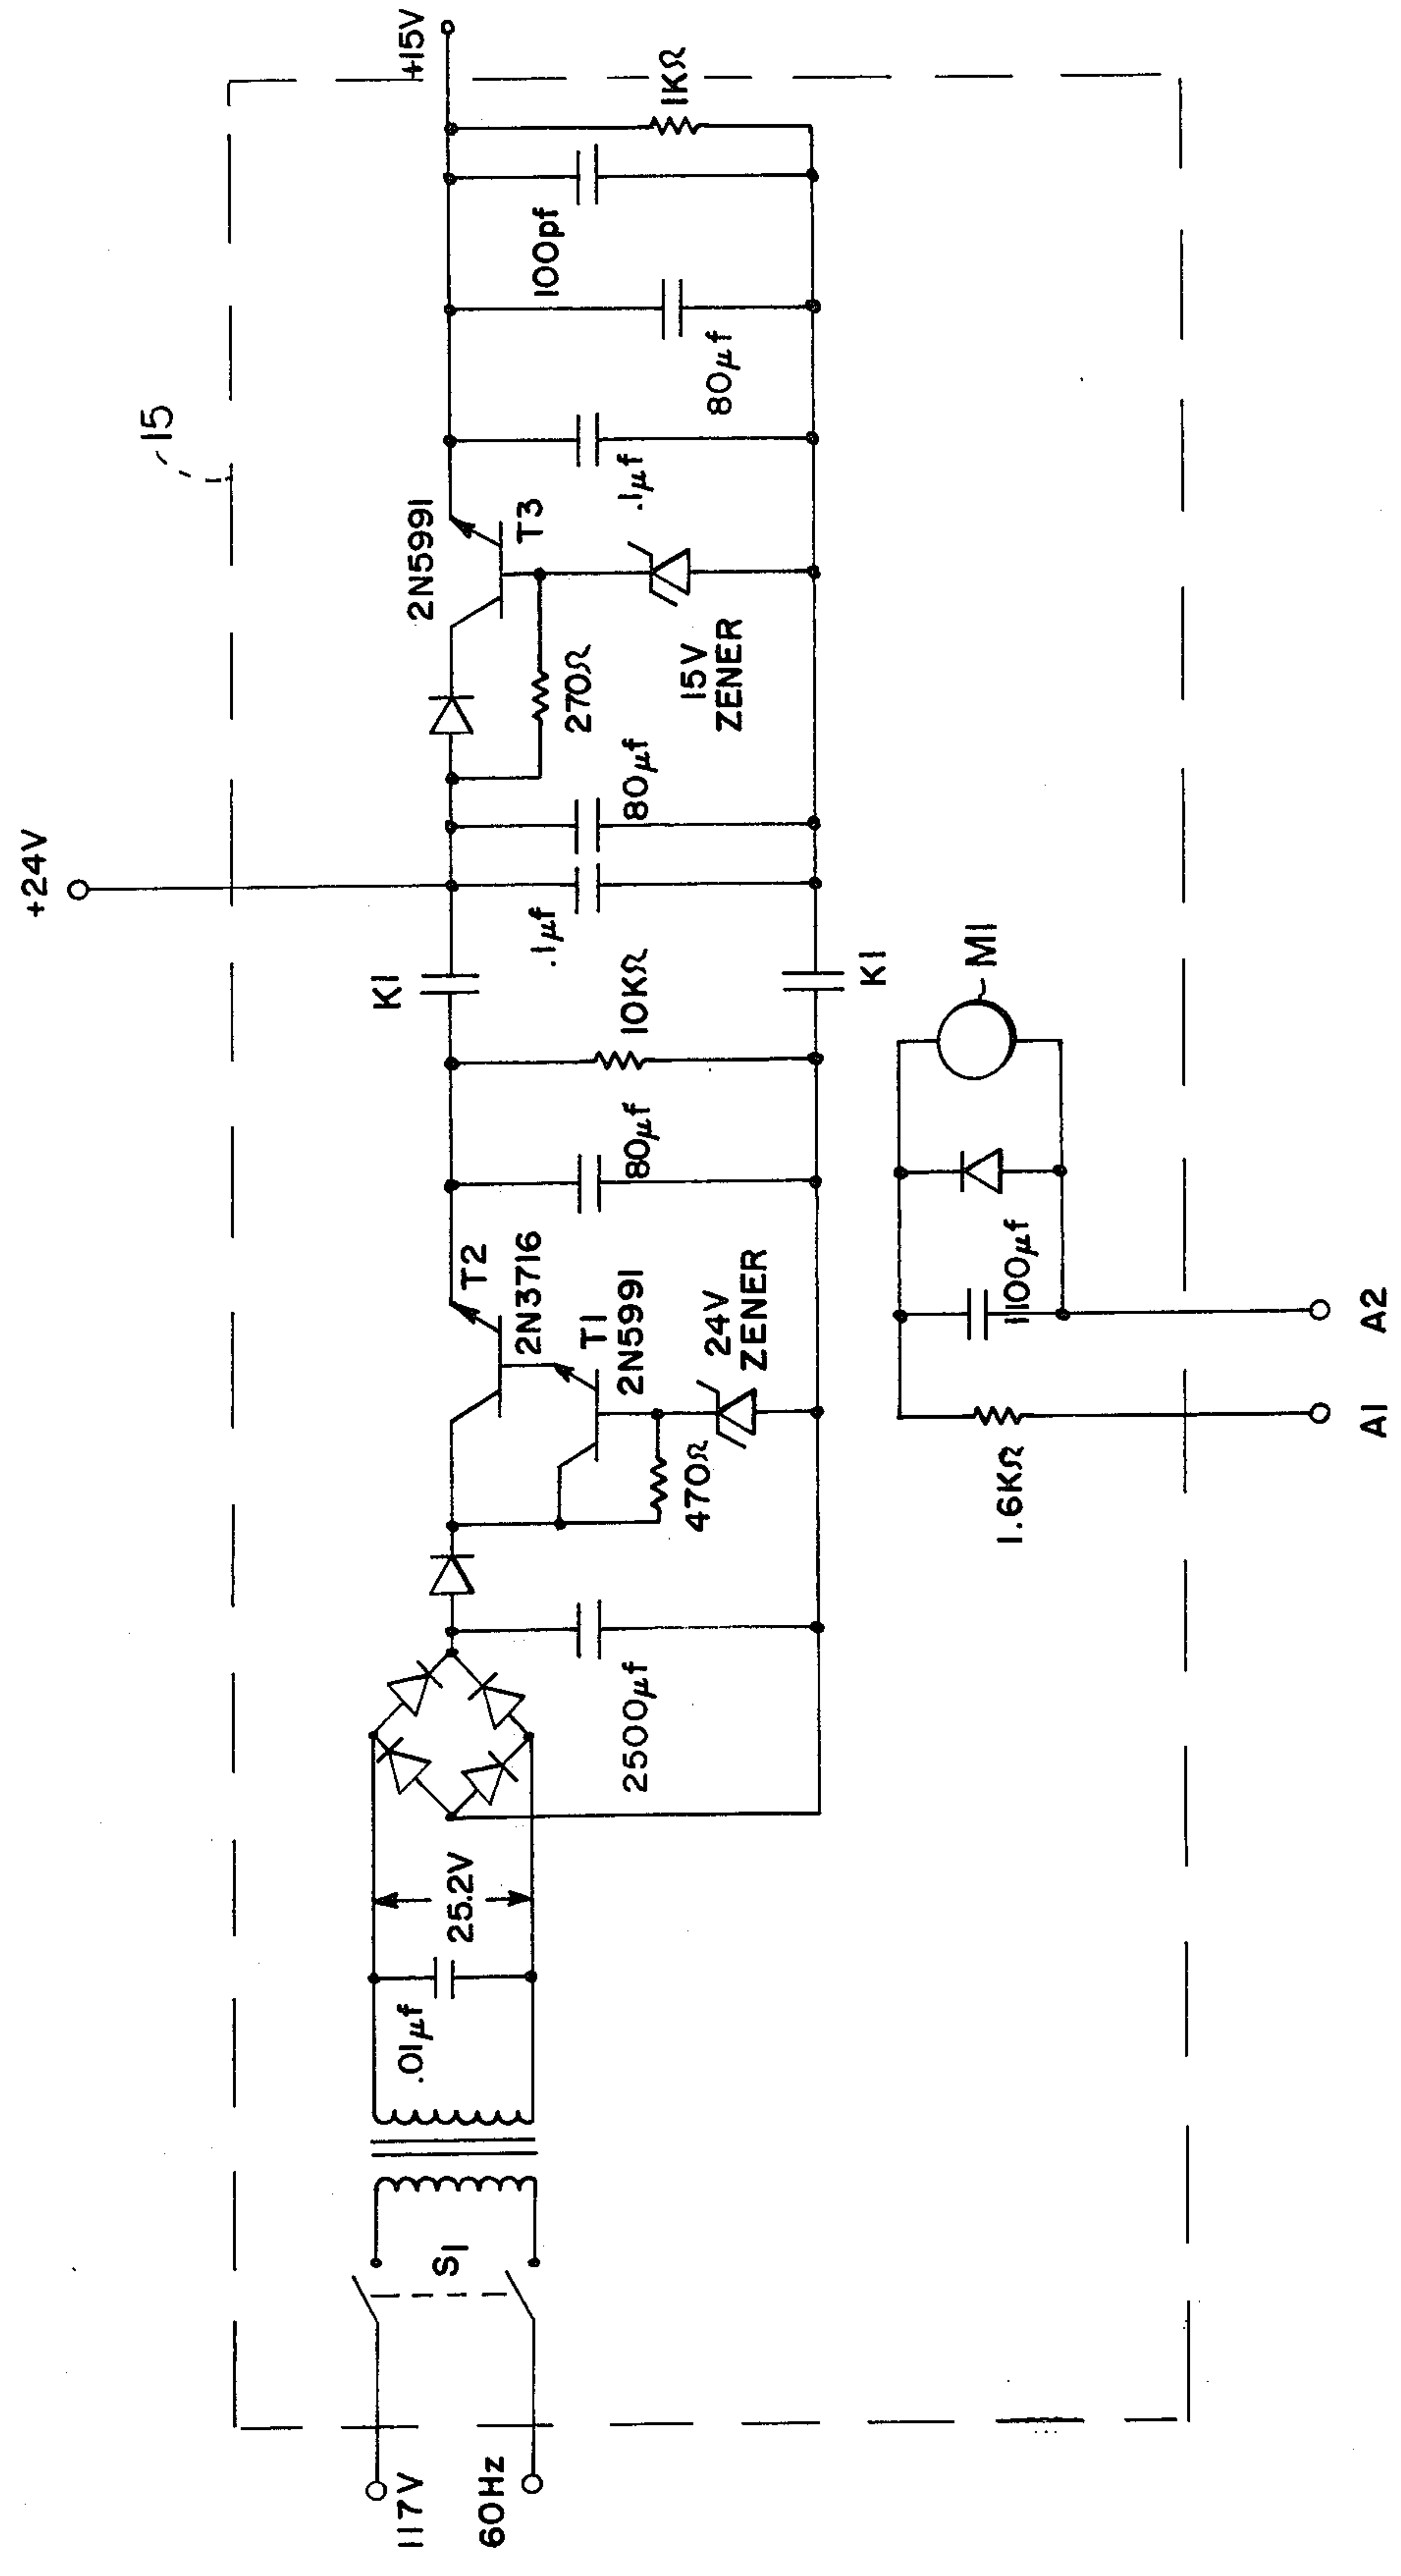 +24V
15
+15V
117V
60Hz
S1
.01µf
25.2V
2500µf
470Ω
24V
ZENER
T1
2N5991
T2
2N3716
80µf
10KΩ
K1
K1
.1µf
80µf
270Ω
2N5991
T3
15V
ZENER
.1µf
80µf
100pf
1KΩ
1.6KΩ
100µf
M1
A1
A2